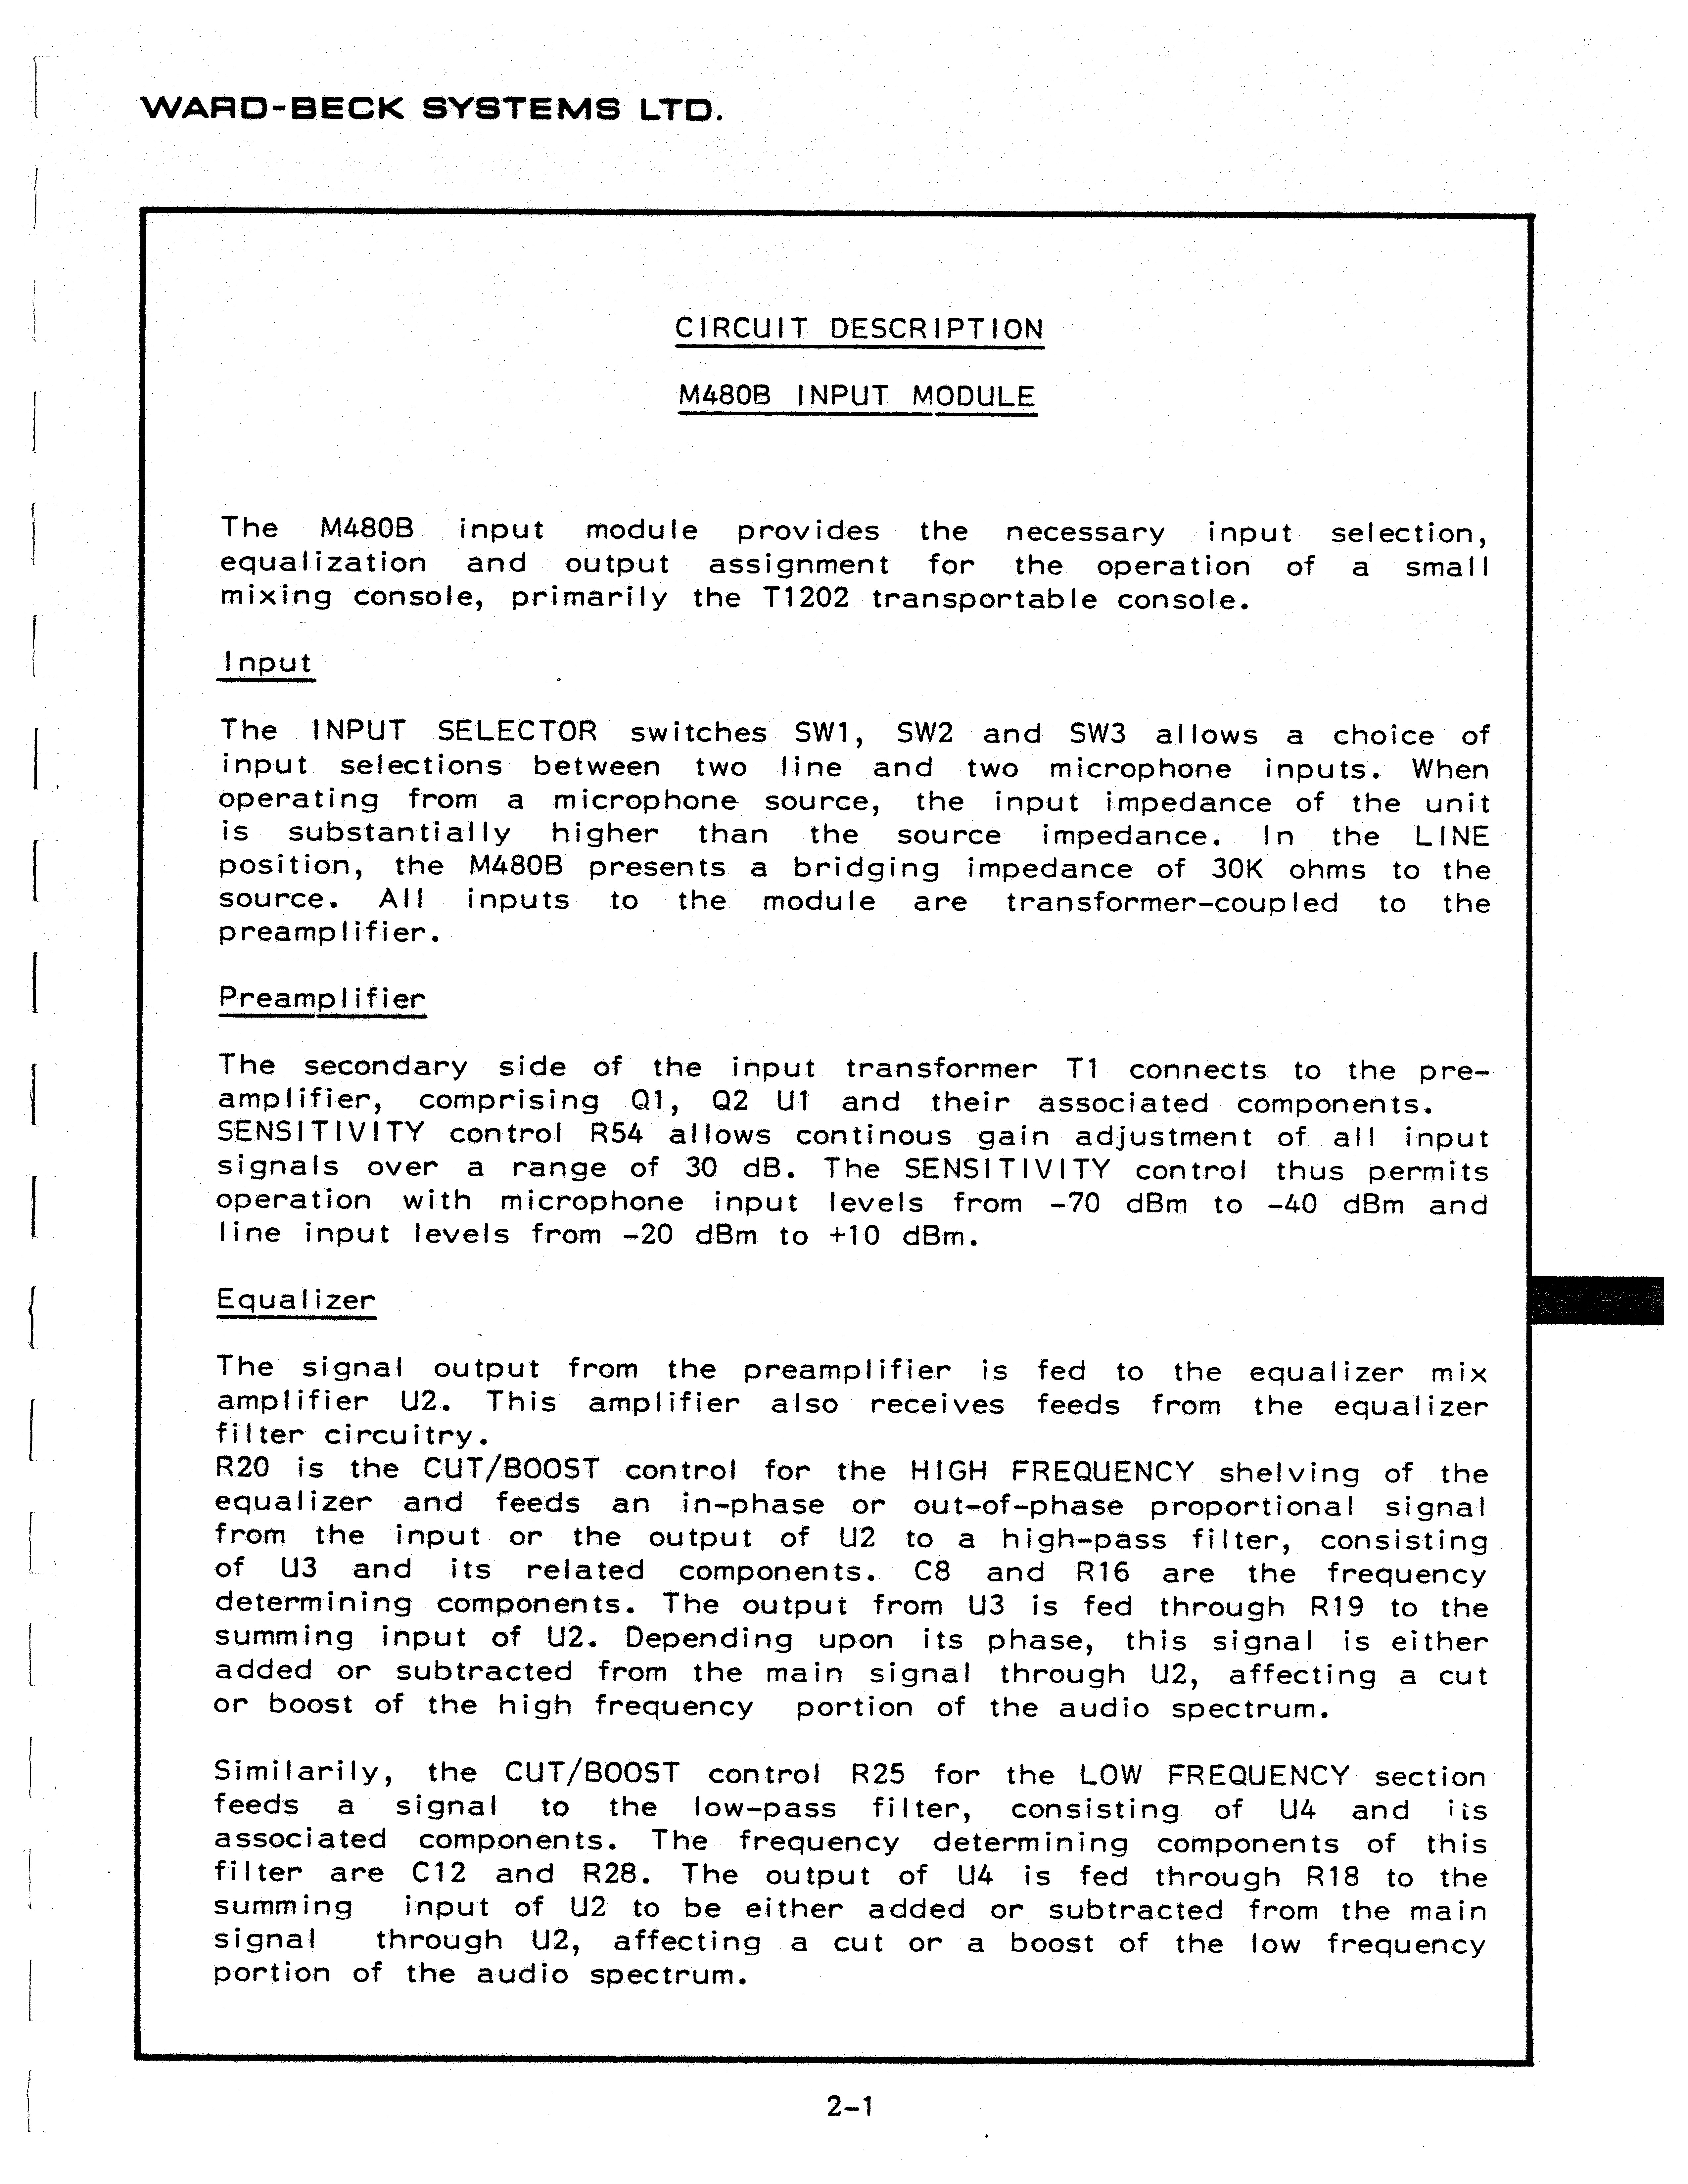 WARD-BECK SYSTEMS LTD.
CIRCUIT DESCRIPTION
M480B INPUT MODULE
The M480B input module provides the necessary input selection,
equalization and output assignment for the operation of a small
mixing console, primarily the T1202 transportable console.
Input
The INPUT SELECTOR switches SW1, SW2 and SW3 allows a choice of
input selections between two line and two microphone inputs. When
operating from a microphone source, the input impedance of the unit
is substantially higher than the source impedance. In the LINE
position, the M480B presents a bridging impedance of 30K ohms to the
source. All inputs to the module are transformer-coupled to the
preamplifier.
Preamplifier
The secondary side of the input transformer T1 connects to the pre-
amplifier, comprising Q1, Q2 U1 and their associated components.
SENSITIVITY control R54 allows continous gain adjustment of all input
signals over a range of 30 dB. The SENSITIVITY control thus permits
operation with microphone input levels from -70 dBm to -40 dBm and
line input levels from -20 dBm to +10 dBm.
Equalizer
The signal output from the preamplifier is fed to the equalizer mix
amplifier U2. This amplifier also receives feeds from the equalizer
filter circuitry.
R20 is the CUT/BOOST control for the HIGH FREQUENCY shelving of the
equalizer and feeds an in-phase or out-of-phase proportional signal
from the input or the output of U2 to a high-pass filter, consisting
of U3 and its related components. C8 and R16 are the frequency
determining components. The output from U3 is fed through R19 to the
summing input of U2. Depending upon its phase, this signal is either
added or subtracted from the main signal through U2, affecting a cut
or boost of the high frequency portion of the audio spectrum.
Similarily, the CUT/BOOST control R25 for the LOW FREQUENCY section
feeds a signal to the low-pass filter, consisting of U4 and its
associated components. The frequency determining components of this
filter are C12 and R28. The output of U4 is fed through R18 to the
summing input of U2 to be either added or subtracted from the main
signal through U2, affecting a cut or a boost of the low frequency
portion of the audio spectrum.
2-1